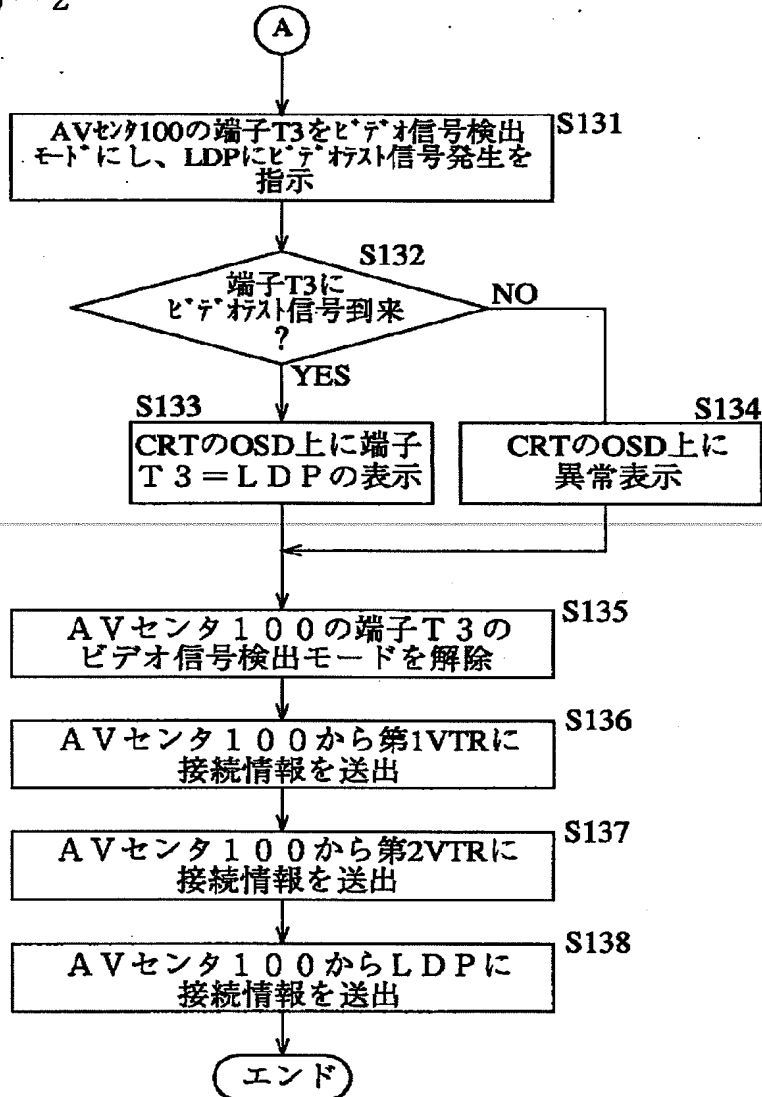 A
S131
AVｾﾝﾀ100の端子T3をﾋﾞﾃﾞｵ信号検出
ﾓｰﾄﾞにし、LDPにﾋﾞﾃﾞｵﾃｽﾄ信号発生を
指示
S132
端子T3に
ﾋﾞﾃﾞｵﾃｽﾄ信号到来
?
NO
YES
S133
CRTのOSD上に端子
T3＝LDPの表示
S134
CRTのOSD上に
異常表示
S135
AVセンタ100の端子T3の
ビデオ信号検出モードを解除
S136
AVセンタ100から第1VTRに
接続情報を送出
S137
AVセンタ100から第2VTRに
接続情報を送出
S138
AVセンタ100からLDPに
接続情報を送出
エンド